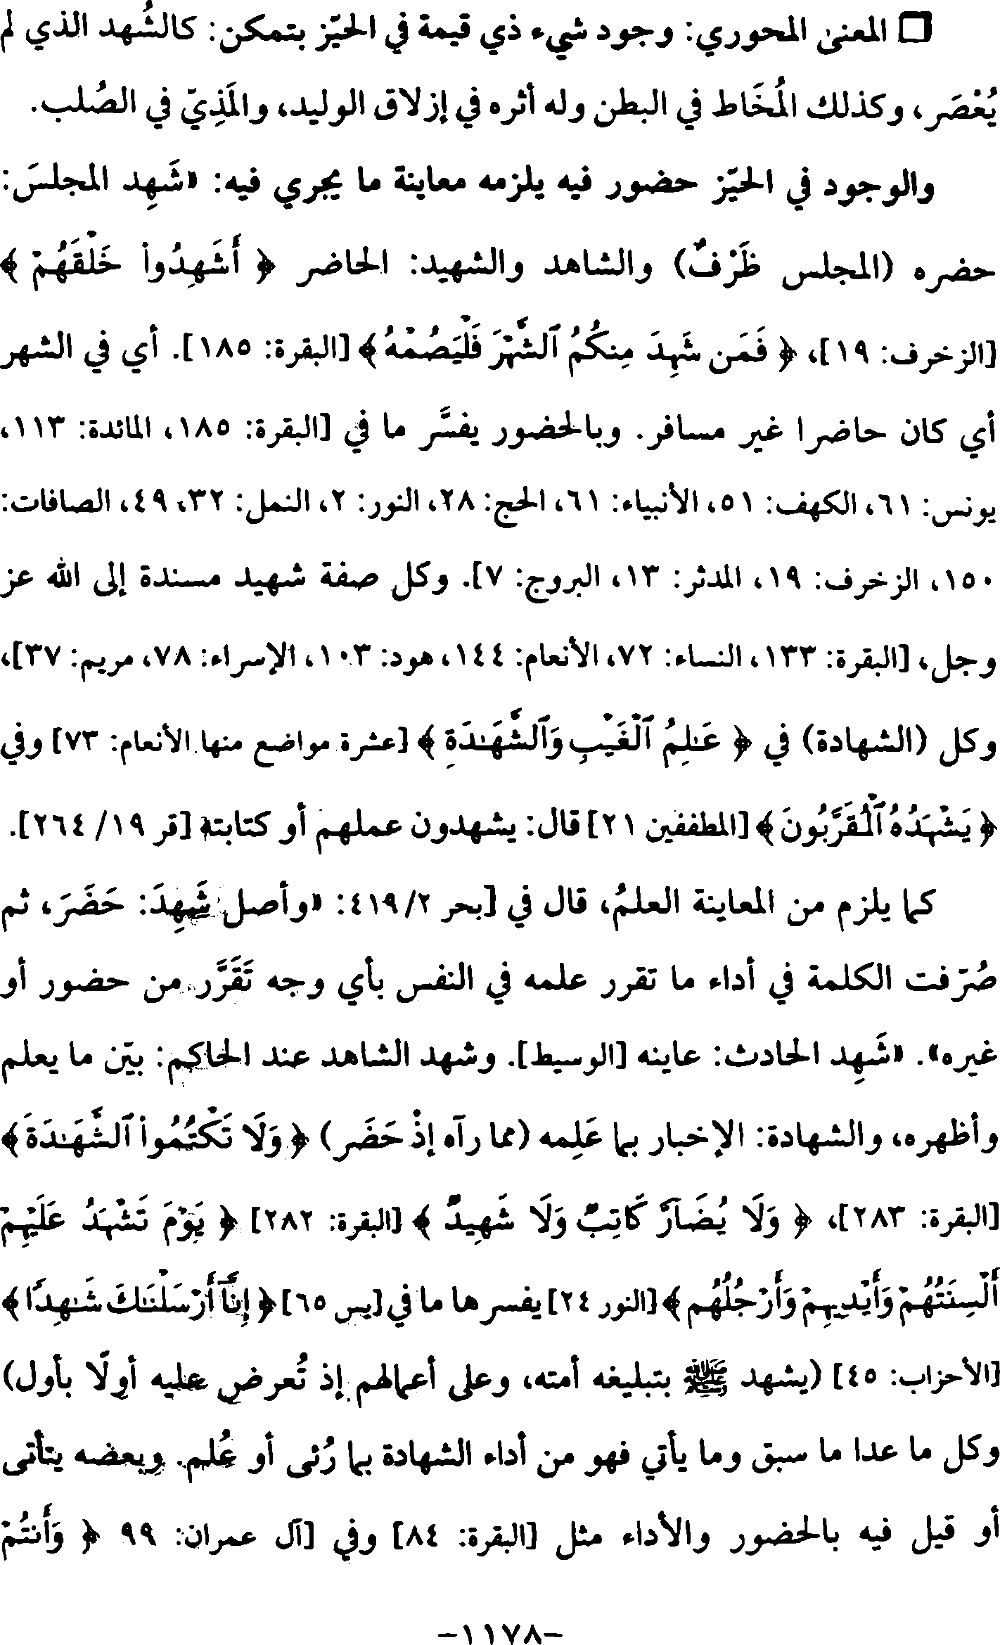 ❒ المعنى المحوري: وجود شيء ذي قيمة في الحيّز بتمكن: كالشُهد الذي لم
يُعْصَر، وكذلك المُخَاط في البطن وله أثره في إزلاق الوليد، والمَذِيّ في الصُلب.
والوجود في الحيّز حضور فيه يلزمه معاينة ما يجري فيه: «شَهِد المجلسَ:
حضره (المجلس ظَرْفٌ) والشاهد والشهيد: الحاضر ﴿ أَشَهِدُوا۟ خَلْقَهُمْ ﴾
[الزخرف: ١٩]، ﴿ فَمَن شَهِدَ مِنكُمُ ٱلشَّهْرَ فَلْيَصُمْهُ ﴾ [البقرة: ١٨٥]. أي في الشهر
أي كان حاضرا غير مسافر. وبالحضور يفسَّر ما في [البقرة: ١٨٥، المائدة: ١١٣،
يونس: ٦١، الكهف: ٥١، الأنبياء: ٦١، الحج: ٢٨، النور: ٢، النمل: ٣٢، ٤٩، الصافات:
١٥٠، الزخرف: ١٩، المدثر: ١٣، البروج: ٧]. وكل صفة شهيد مسندة إلى الله عز
وجل، [البقرة: ١٣٣، النساء: ٧٢، الأنعام: ١٤٤، هود: ١٠٣، الإسراء: ٧٨، مريم: ٣٧]،
وكل (الشهادة) في ﴿ عَـٰلِمُ ٱلْغَيْبِ وَٱلشَّهَـٰدَةِ ﴾ [عشرة مواضع منها الأنعام: ٧٣] وفي
﴿ يَشْهَدُهُ ٱلْمُقَرَّبُونَ ﴾ [المطففين ٢١] قال: يشهدون عملهم أو كتابته [قر ١٩/ ٢٦٤].
كما يلزم من المعاينة العلمُ، قال في [بحر ٤١٩/٢: «وأصل شَهِدَ: حَضَرَ، ثم
صُرّفت الكلمة في أداء ما تقرر علمه في النفس بأي وجه تَقَرَّر من حضور أو
غيره». «شَهِد الحادث: عاينه [الوسيط]. وشهد الشاهد عند الحاكم: بيّن ما يعلم
وأظهره، والشهادة: الإخبار بما عَلِمه (مما رآه إذْ حَضَر) ﴿ وَلَا تَكْتُمُوا۟ ٱلشَّهَـٰدَةَ ﴾
[البقرة: ٢٨٣]، ﴿ وَلَا يُضَآرَّ كَاتِبٌ وَلَا شَهِيدٌ ﴾ [البقرة: ٢٨٢] ﴿ يَوْمَ تَشْهَدُ عَلَيْهِمْ
أَلْسِنَتُهُمْ وَأَيْدِيهِمْ وَأَرْجُلُهُم ﴾ [النور ٢٤] يفسر ها ما في [يس ٦٥] ﴿ إِنَّآ أَرْسَلْنَـٰكَ شَـٰهِدًا ﴾
[الأحزاب: ٤٥] (يشهد ﷺ بتبليغه أمته، وعلى أعمالهم إذ تُعرض عليه أولًا بأول)
وكل ما عدا ما سبق وما يأتي فهو من أداء الشهادة بما رُئى أو عُلم. وبعضه يتأتى
أو قيل فيه بالحضور والأداء مثل [البقرة: ٨٤] وفي [آل عمران: ٩٩ ﴿ وَأَنتُمْ
-١١٧٨-